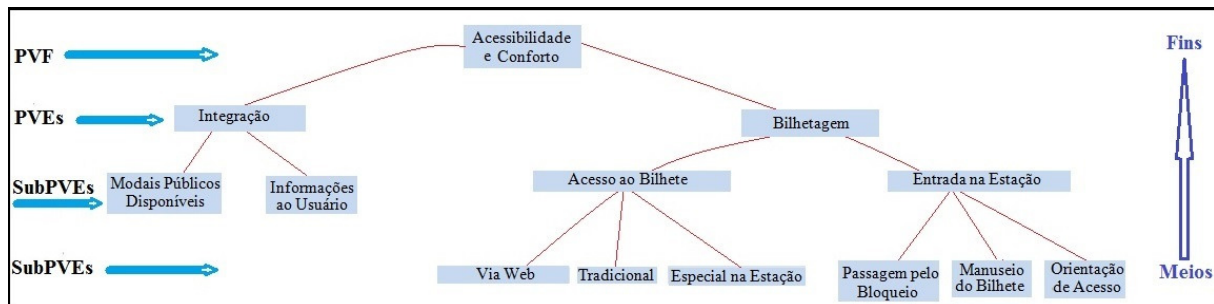 Acessibilidade
e Conforto
PVF
Fins
PVEs
Integração
Bilhetagem
SubPVEs
Modais Públicos
Disponíveis
Informações
ao Usuário
Acesso ao Bilhete
Entrada na Estação
SubPVEs
Via Web
Tradicional
Especial na Estação
Passagem pelo
Bloqueio
Manuseio
do Bilhete
Orientação
de Acesso
Meios